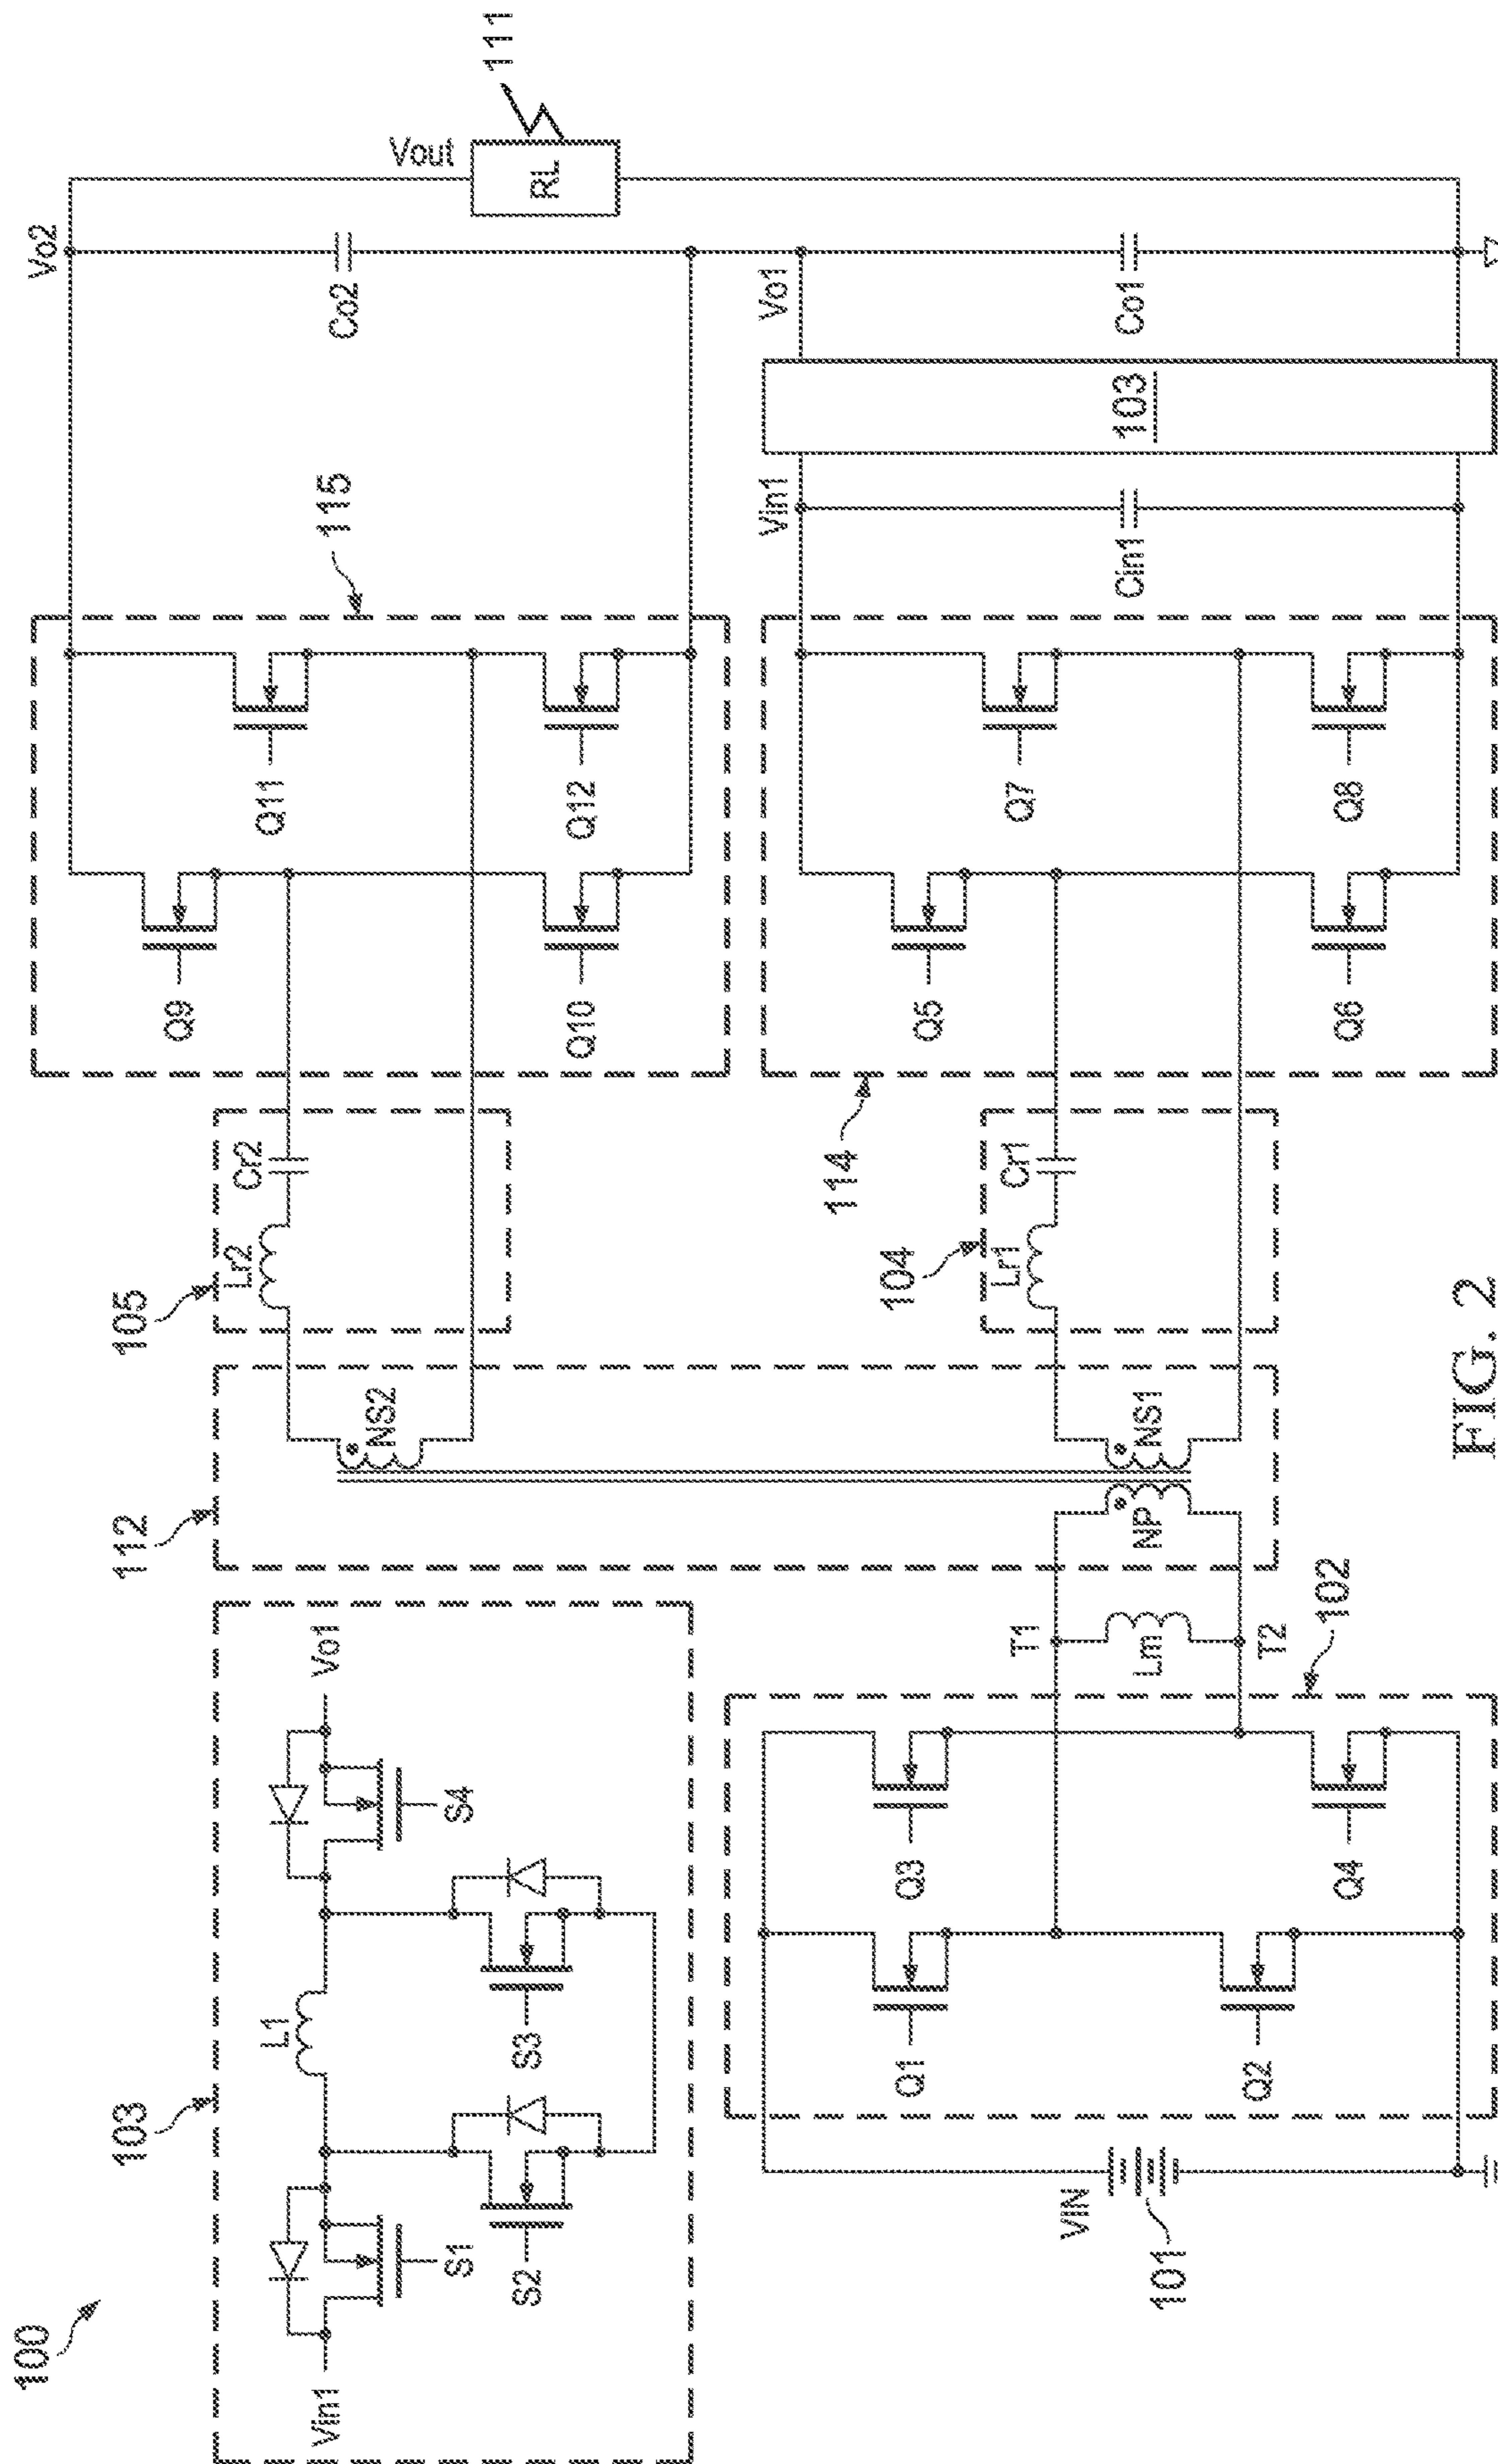 100
103
Vin1
S1
S2
L1
S3
S4
Vo1
101
VIN
Q1
Q2
Q3
Q4
102
T1
Lm
T2
112
NP
NS1
NS2
105
Lr2
Cr2
104
Lr1
Cr1
114
Q9
Q10
Q11
Q12
115
Q5
Q6
Q7
Q8
Vin1
Cin1
103
Vo1
Co1
Vo2
Co2
Vout
RL
111
FIG. 2